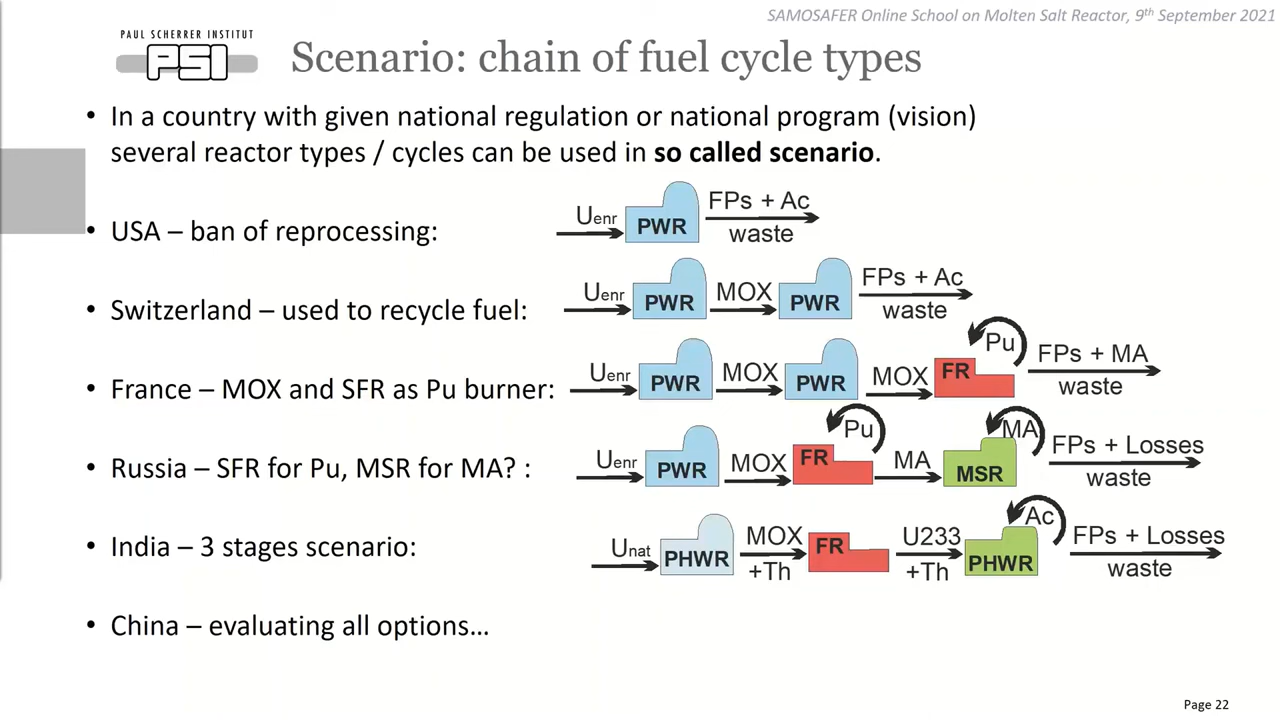 SAMOSAFER Online School on Molten Salt Reactor, 9th September 2021
PAUL SCHERRER INSTITUT
PSI
Scenario: chain of fuel cycle types
• In a country with given national regulation or national program (vision)
several reactor types / cycles can be used in so called scenario.
• USA – ban of reprocessing:
Uenr PWR FPs + Ac waste
• Switzerland – used to recycle fuel:
Uenr PWR MOX PWR FPs + Ac waste
• France – MOX and SFR as Pu burner:
Uenr PWR MOX PWR MOX FR Pu FPs + MA waste
• Russia – SFR for Pu, MSR for MA? :
Uenr PWR MOX FR Pu MA MSR MA FPs + Losses waste
• India – 3 stages scenario:
Unat PHWR MOX +Th FR U233 +Th PHWR Ac FPs + Losses waste
• China – evaluating all options...
Page 22